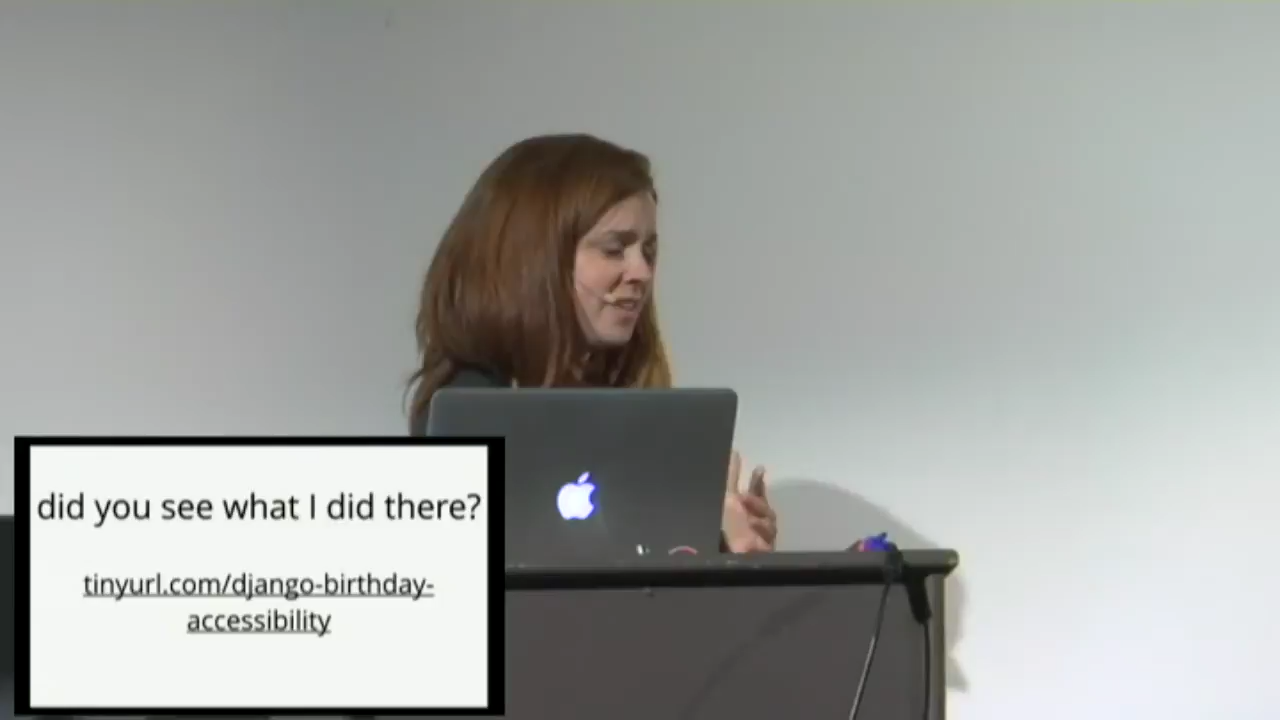 did you see what I did there?
tinyurl.com/django-birthday-
accessibility